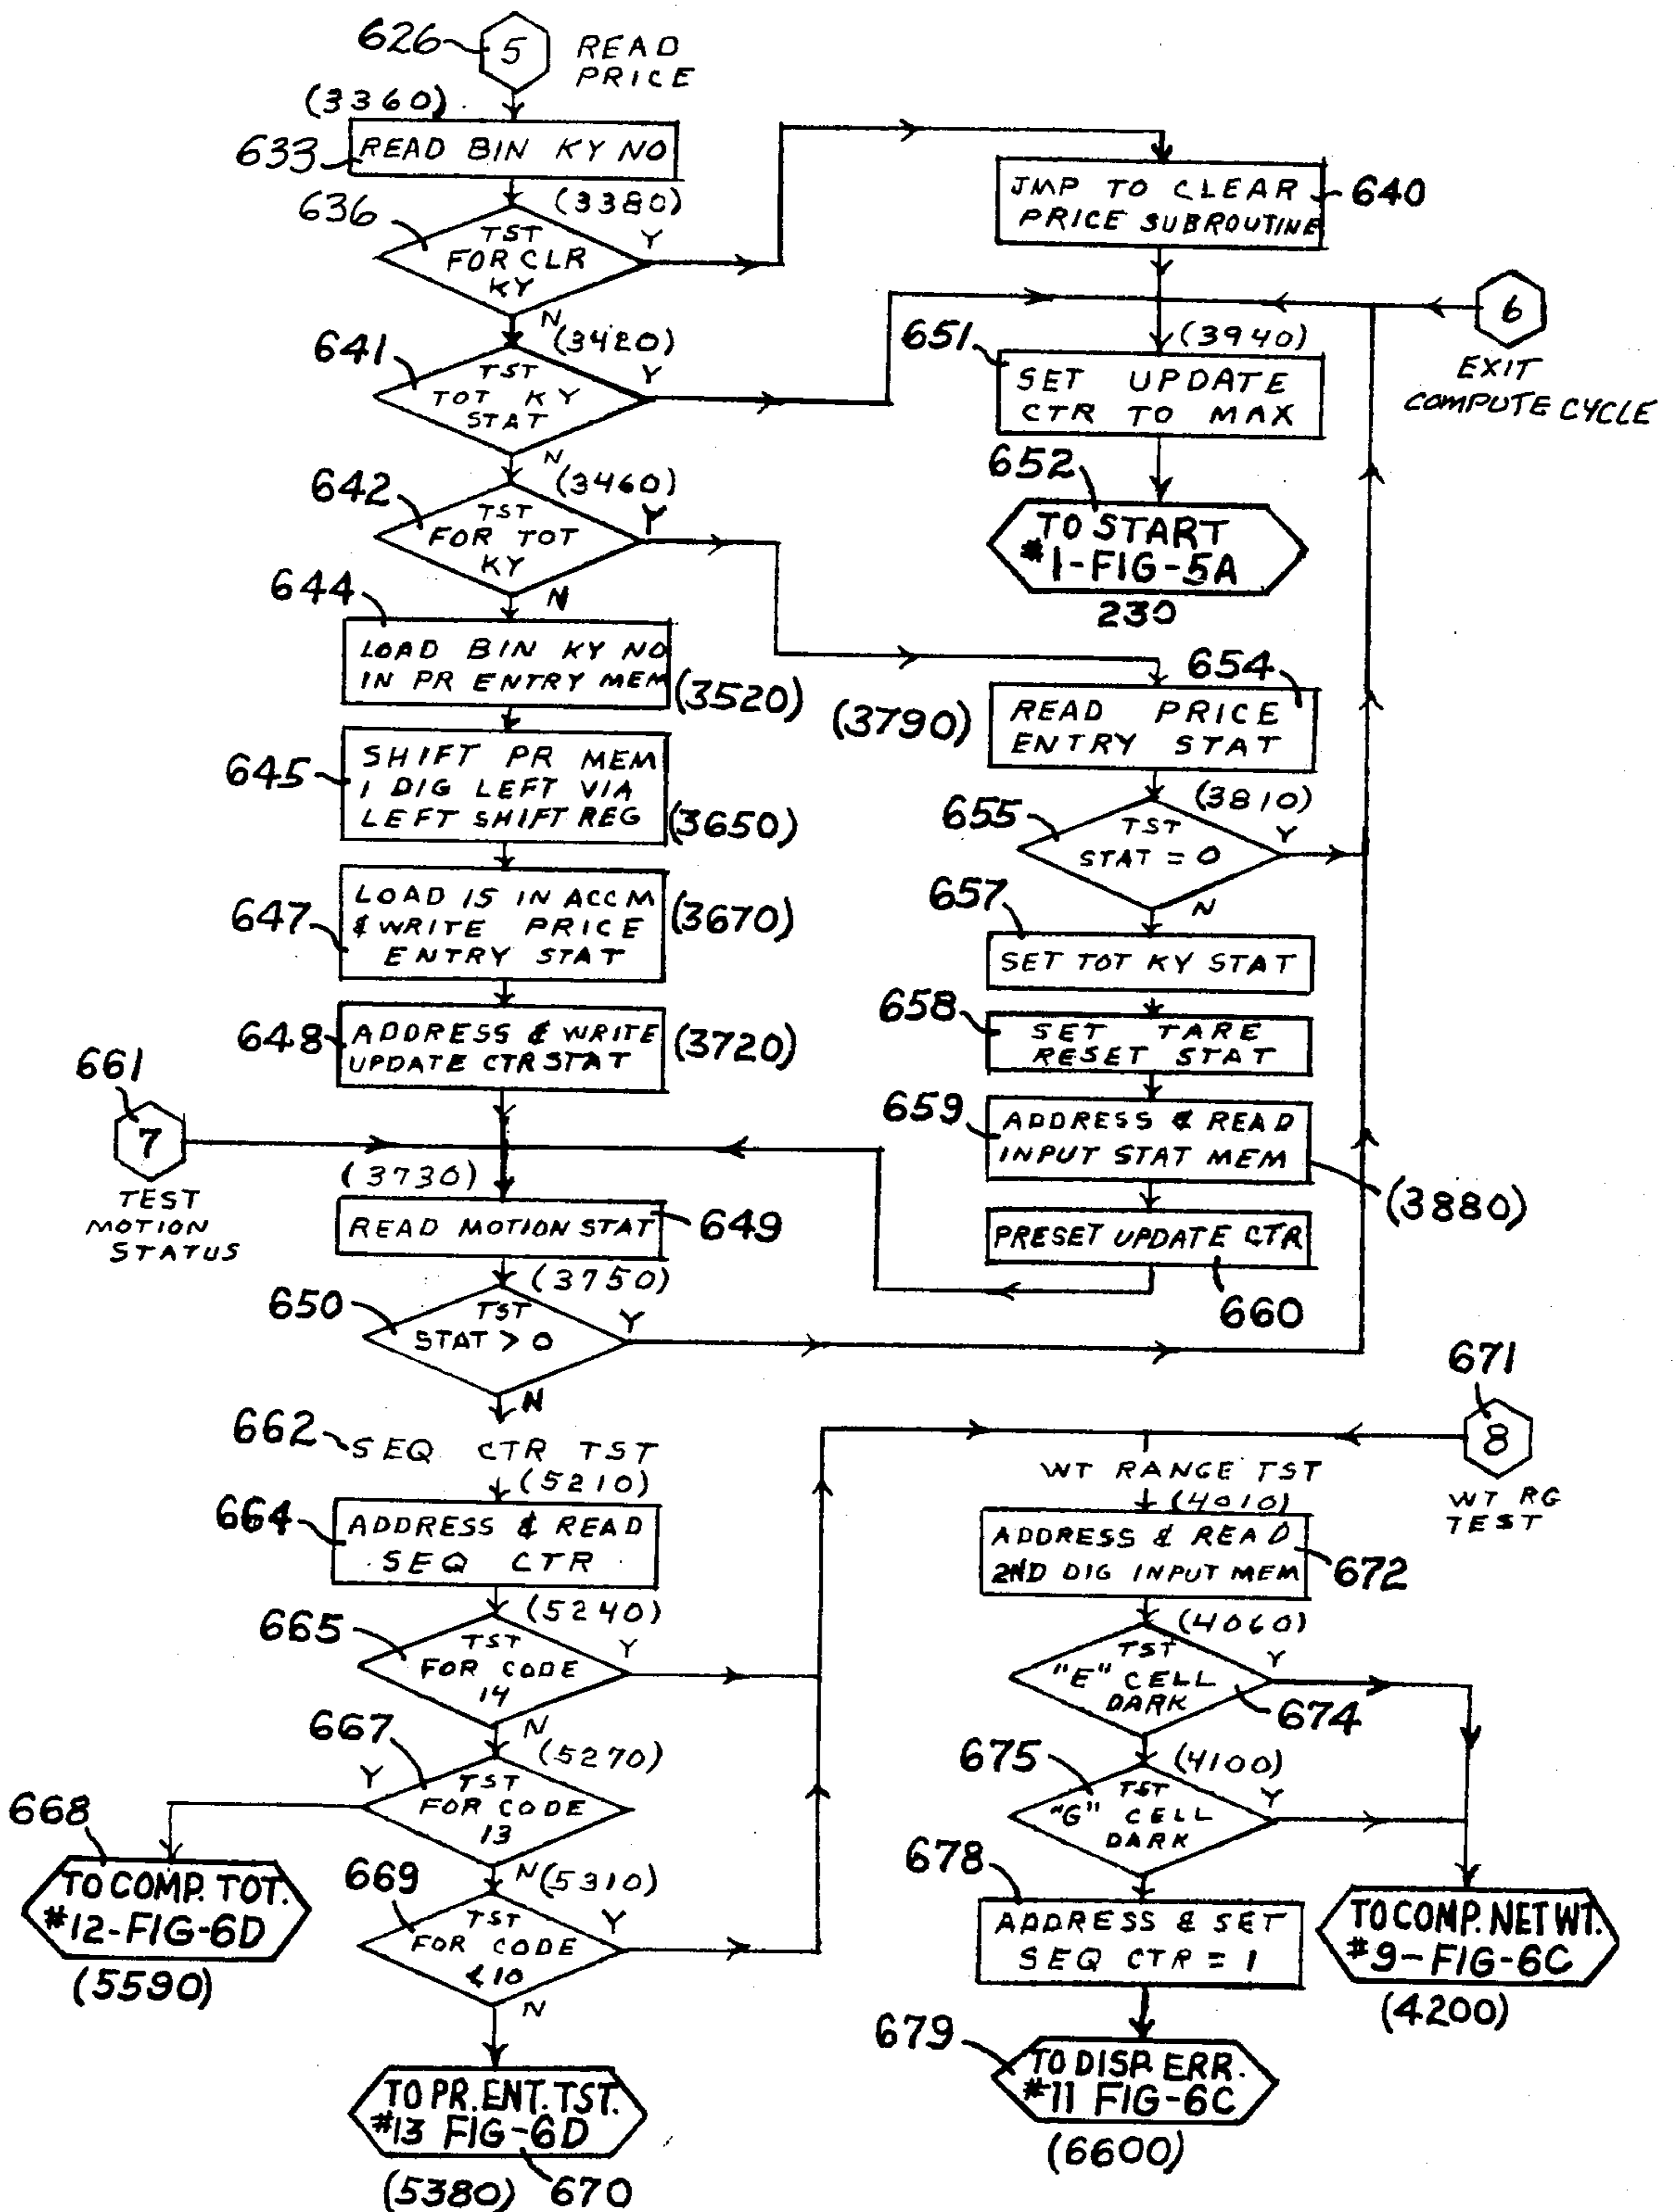 626
5
READ
PRICE
(3360)
633
READ BIN KY NO
(3380)
636
TST
FOR CLR
KY
Y
N
JMP TO CLEAR
PRICE SUBROUTINE
640
(3420)
641
TST
TOT KY
STAT
Y
N
6
EXIT
COMPUTE CYCLE
651
(3940)
SET UPDATE
CTR TO MAX
652
TO START
#1-FIG-5A
230
(3460)
642
TST
FOR TOT
KY
Y
N
644
LOAD BIN KY NO
IN PR ENTRY MEM
(3520)
654
(3790)
READ PRICE
ENTRY STAT
645
SHIFT PR MEM
1 DIG LEFT VIA
LEFT SHIFT REG
(3650)
(3810)
655
TST
STAT = 0
Y
N
647
LOAD 15 IN ACCM
& WRITE PRICE
ENTRY STAT
(3670)
657
SET TOT KY STAT
648
ADDRESS & WRITE
UPDATE CTR STAT
(3720)
658
SET TARE
RESET STAT
661
7
TEST
MOTION
STATUS
659
ADDRESS & READ
INPUT STAT MEM
(3880)
(3730)
READ MOTION STAT
649
PRESET UPDATE CTR
660
(3750)
650
TST
STAT > 0
Y
N
662
SEQ CTR TST
(5210)
671
8
WT RG
TEST
WT RANGE TST
(4010)
664
ADDRESS & READ
SEQ CTR
ADDRESS & READ
2ND DIG INPUT MEM
672
(5240)
665
TST
FOR CODE
14
Y
N
(4060)
TST
"E" CELL
DARK
Y
674
667
(5270)
Y
TST
FOR CODE
13
N
675
(4100)
TST
"G" CELL
DARK
Y
668
TO COMP. TOT.
#12-FIG-6D
(5590)
669
(5310)
TST
FOR CODE
<10
Y
N
678
ADDRESS & SET
SEQ CTR = 1
TO COMP. NET WT.
#9-FIG-6C
(4200)
TO PR. ENT. TST.
#13 FIG-6D
(5380)
670
679
TO DISP. ERR.
#11 FIG-6C
(6600)